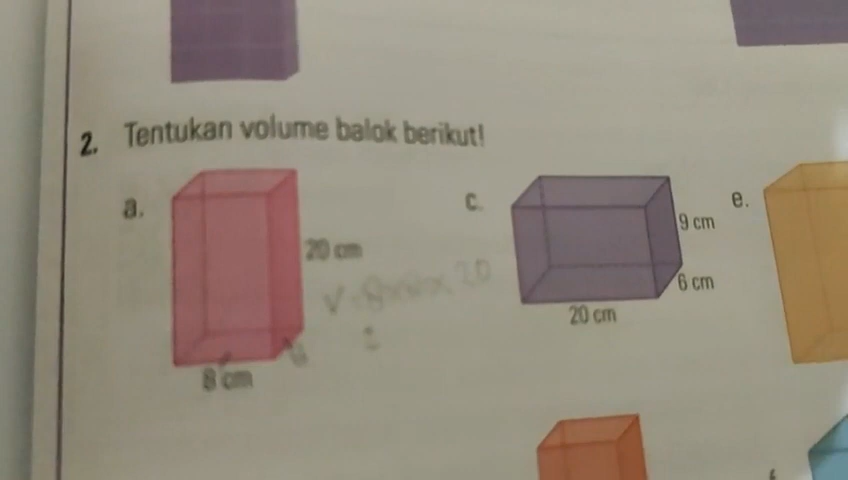 2. Tentukan volume balok berikut!
a.
20 cm
8 cm
c.
9 cm
6 cm
20 cm
e.